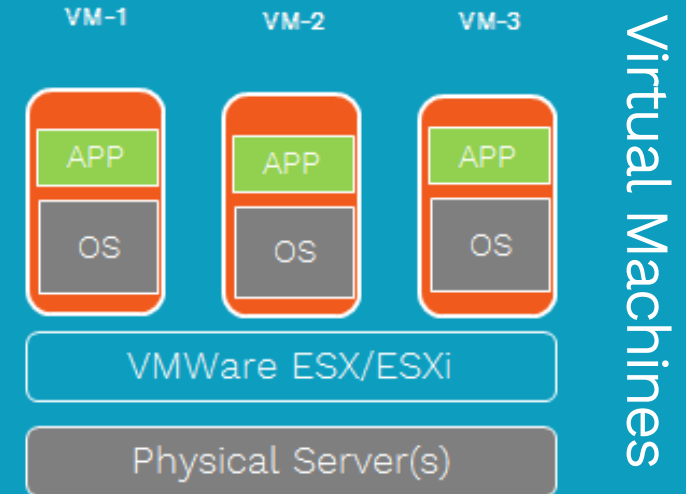 VM-1
VM-2
VM-3
APP
APP
APP
OS
OS
OS
VMWare ESX/ESXi
Physical Server(s)
Virtual Machines